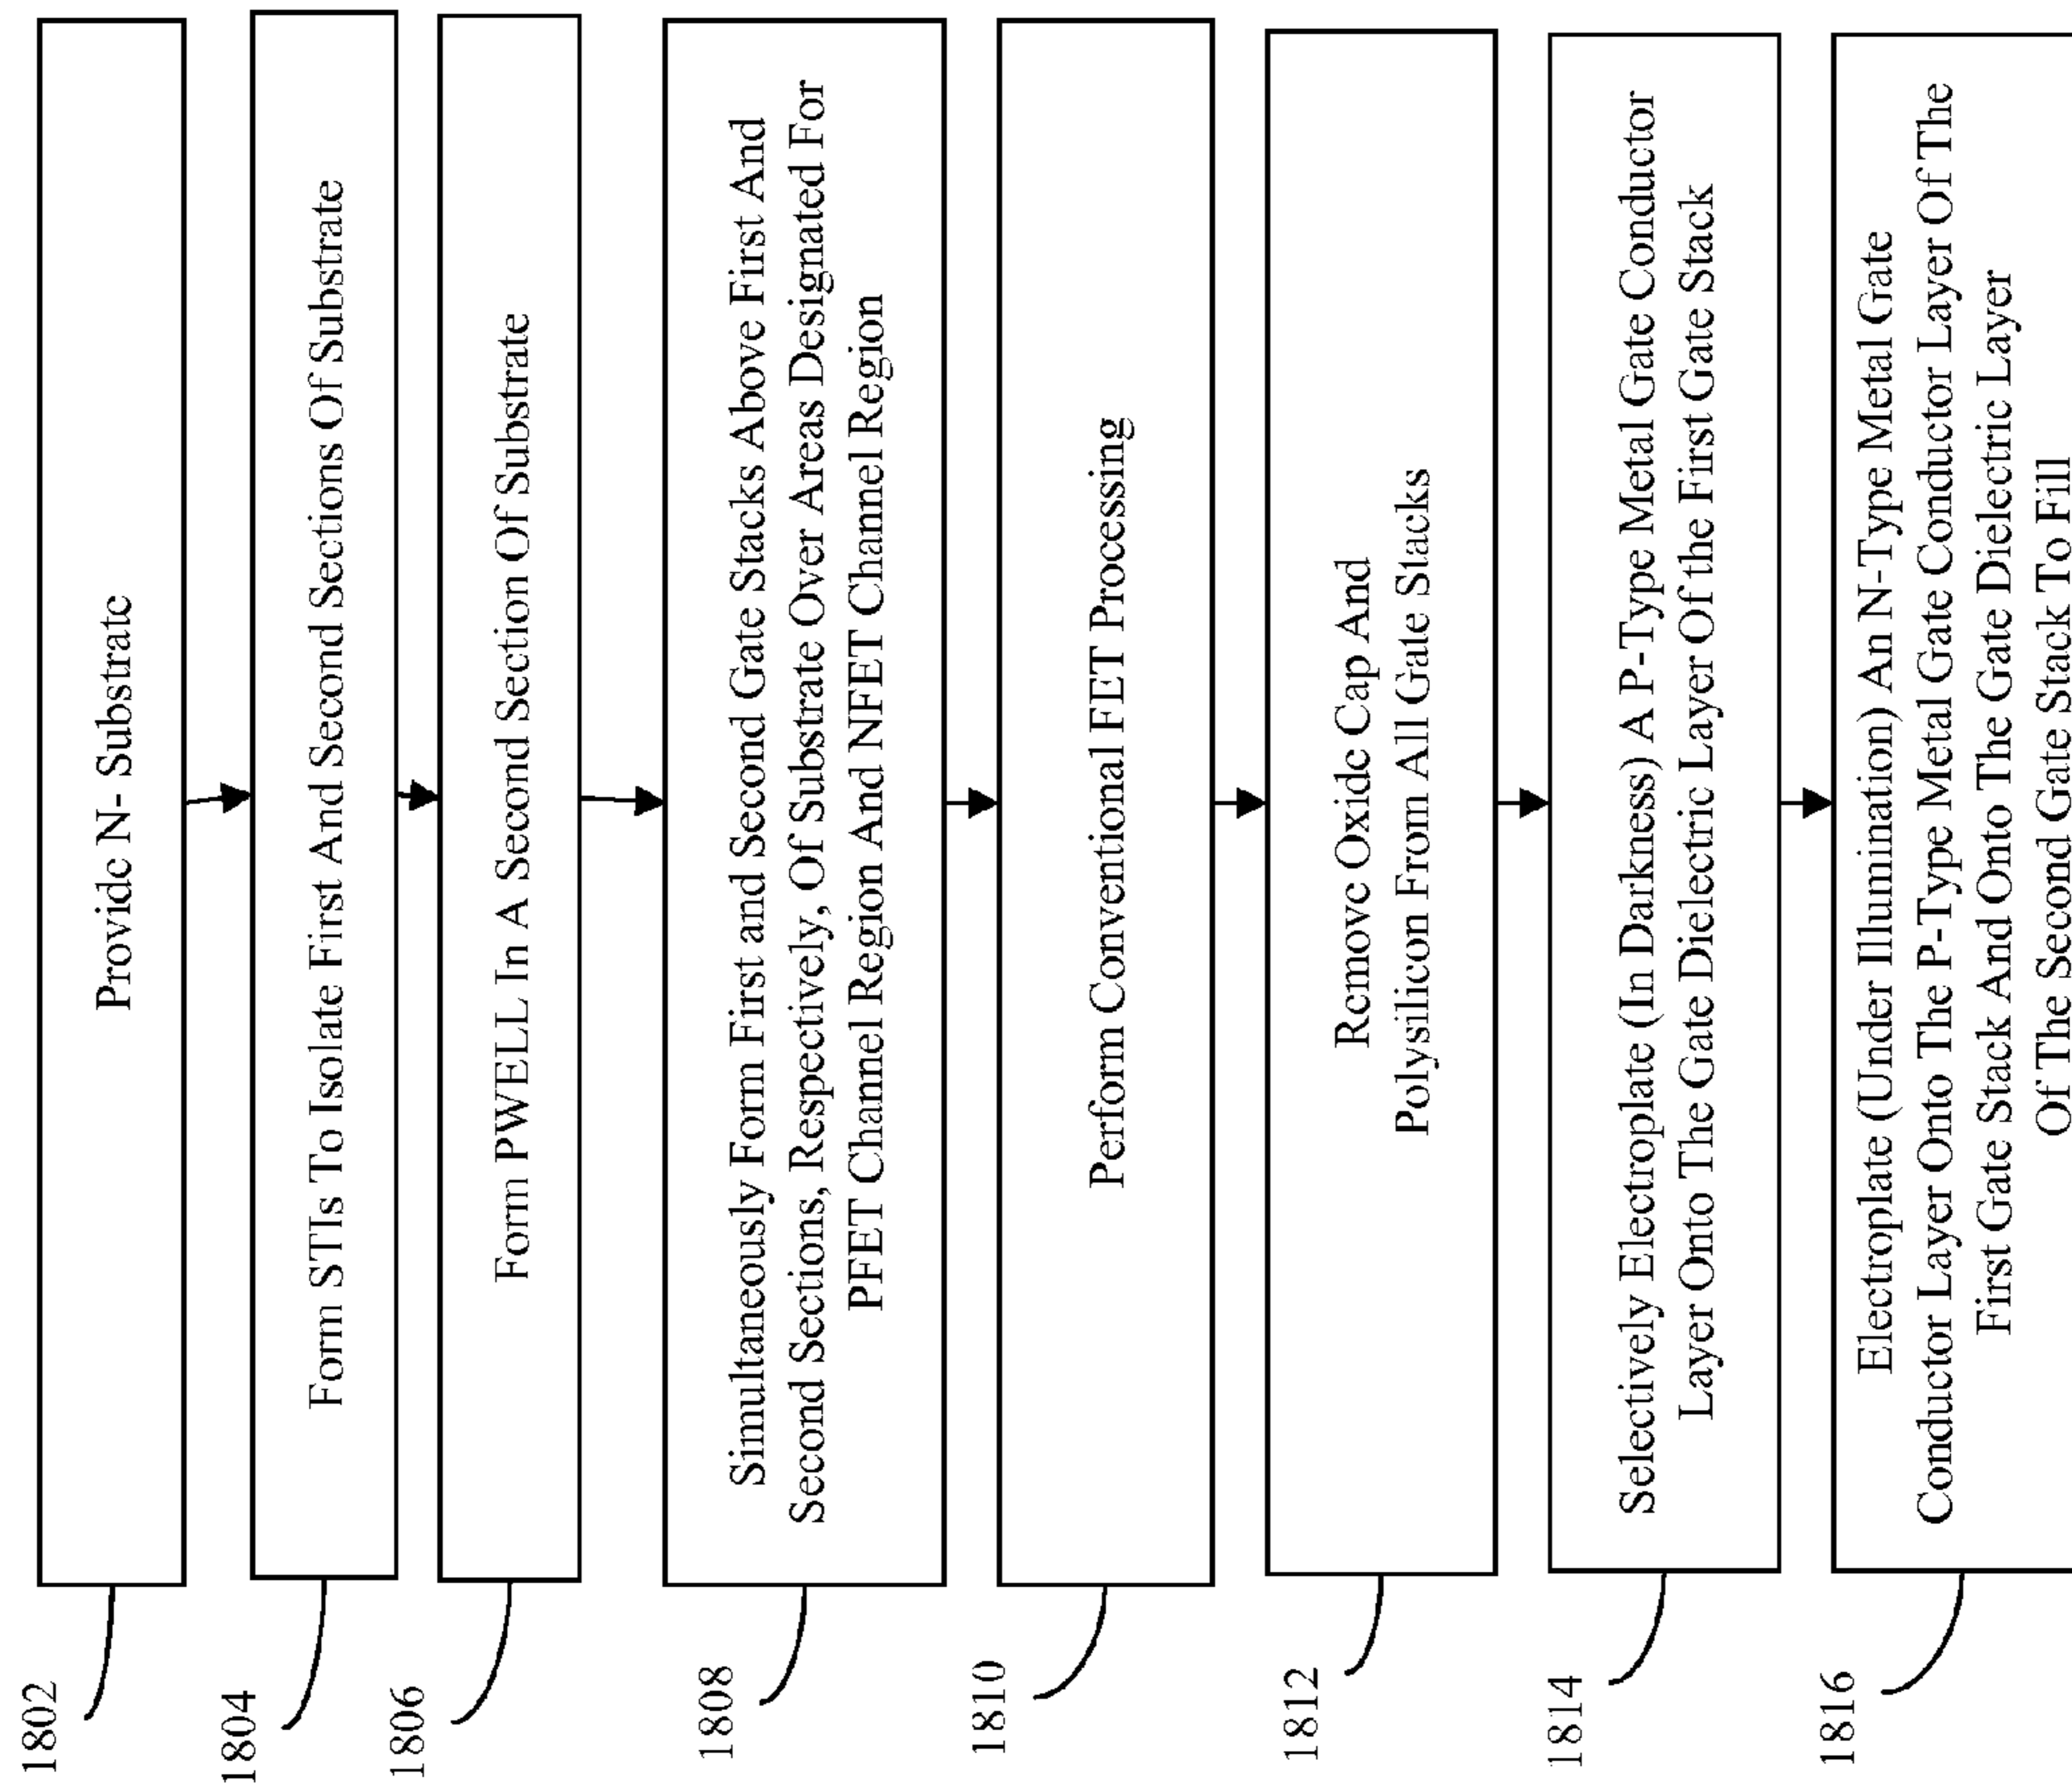 1802
Provide N- Substrate
1804
Form STIs To Isolate First And Second Sections Of Substrate
1806
Form PWELL In A Second Section Of Substrate
1808
Simultaneously Form First and Second Gate Stacks Above First And
Second Sections, Respectively, Of Substrate Over Areas Designated For
PFET Channel Region And NFET Channel Region
1810
Perform Conventional FET Processing
1812
Remove Oxide Cap And
Polysilicon From All Gate Stacks
1814
Selectively Electroplate (In Darkness) A P-Type Metal Gate Conductor
Layer Onto The Gate Dielectric Layer Of the First Gate Stack
1816
Electroplate (Under Illumination) An N-Type Metal Gate
Conductor Layer Onto The P-Type Metal Gate Conductor Layer Of The
First Gate Stack And Onto The Gate Dielectric Layer
Of The Second Gate Stack To Fill